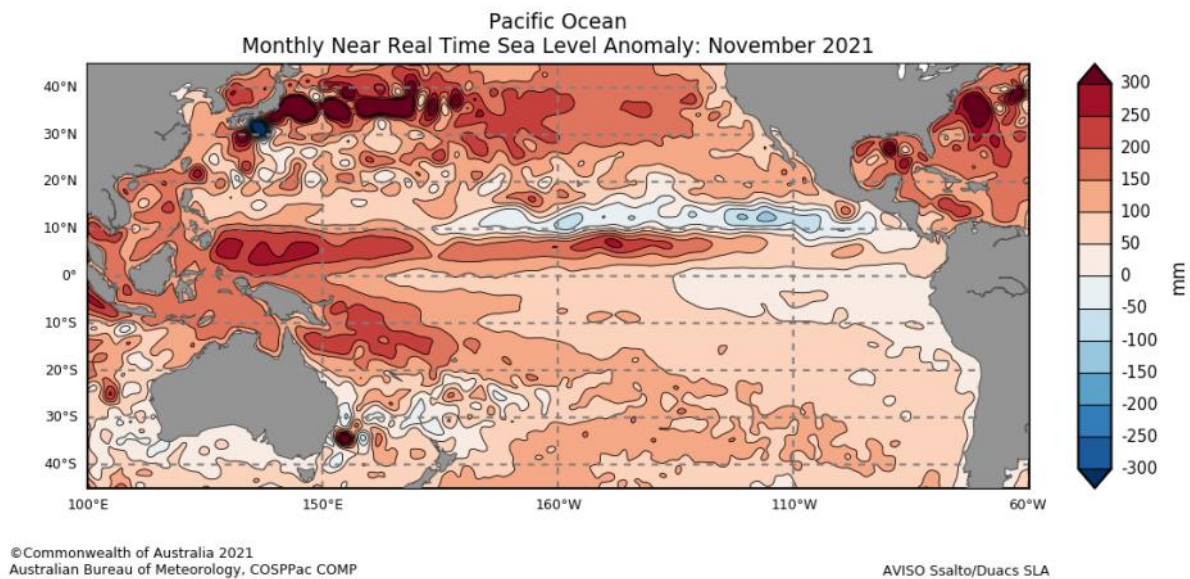 Pacific Ocean
Monthly Near Real Time Sea Level Anomaly: November 2021
40°N
30°N
20°N
10°N
0°
10°S
20°S
30°S
40°S
100°E 150°E 160°W 110°W 60°W
300
250
200
150
100
50
0
-50
-100
-150
-200
-250
-300
mm
©Commonwealth of Australia 2021
Australian Bureau of Meteorology, COSPPac COMP
AVISO Ssalto/Duacs SLA